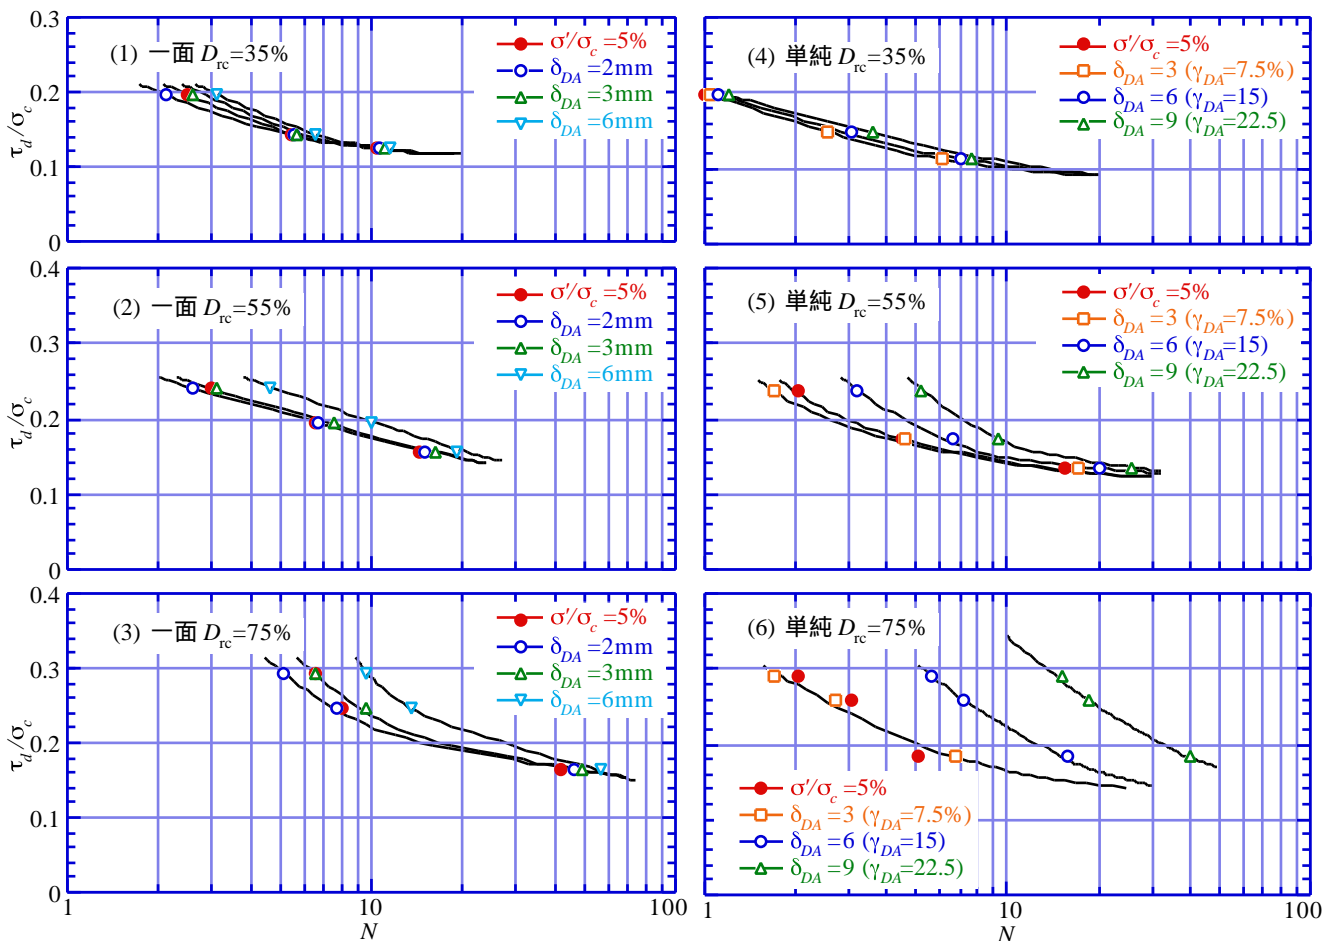 (1) 一面 Drc=35%
σ'/σc =5%
δDA =2mm
δDA =3mm
δDA =6mm
0.3
0.2
0.1
0
τd/σc
(4) 単純 Drc=35%
σ'/σc =5%
δDA =3 (γDA=7.5%)
δDA =6 (γDA=15)
δDA =9 (γDA=22.5)
(2) 一面 Drc=55%
σ'/σc =5%
δDA =2mm
δDA =3mm
δDA =6mm
0.4
0.3
0.2
0.1
0
τd/σc
(5) 単純 Drc=55%
σ'/σc =5%
δDA =3 (γDA=7.5%)
δDA =6 (γDA=15)
δDA =9 (γDA=22.5)
(3) 一面 Drc=75%
σ'/σc =5%
δDA =2mm
δDA =3mm
δDA =6mm
0.4
0.3
0.2
0.1
0
τd/σc
1 10 100
N
(6) 単純 Drc=75%
σ'/σc =5%
δDA =3 (γDA=7.5%)
δDA =6 (γDA=15)
δDA =9 (γDA=22.5)
1 10 100
N